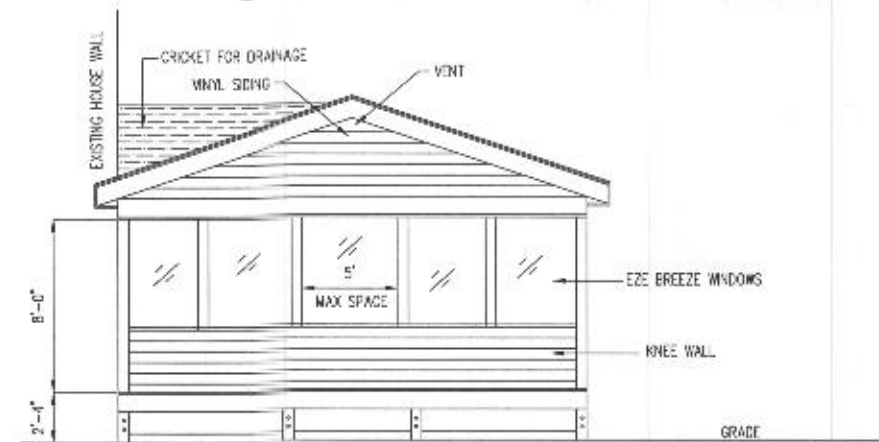 EXISTING HOUSE WALL
CRICKET FOR DRAINAGE
VINYL SIDING
VENT
5'
MAX SPACE
EZE BREEZE WINDOWS
8'-0"
KNEE WALL
2'-4"
GRADE